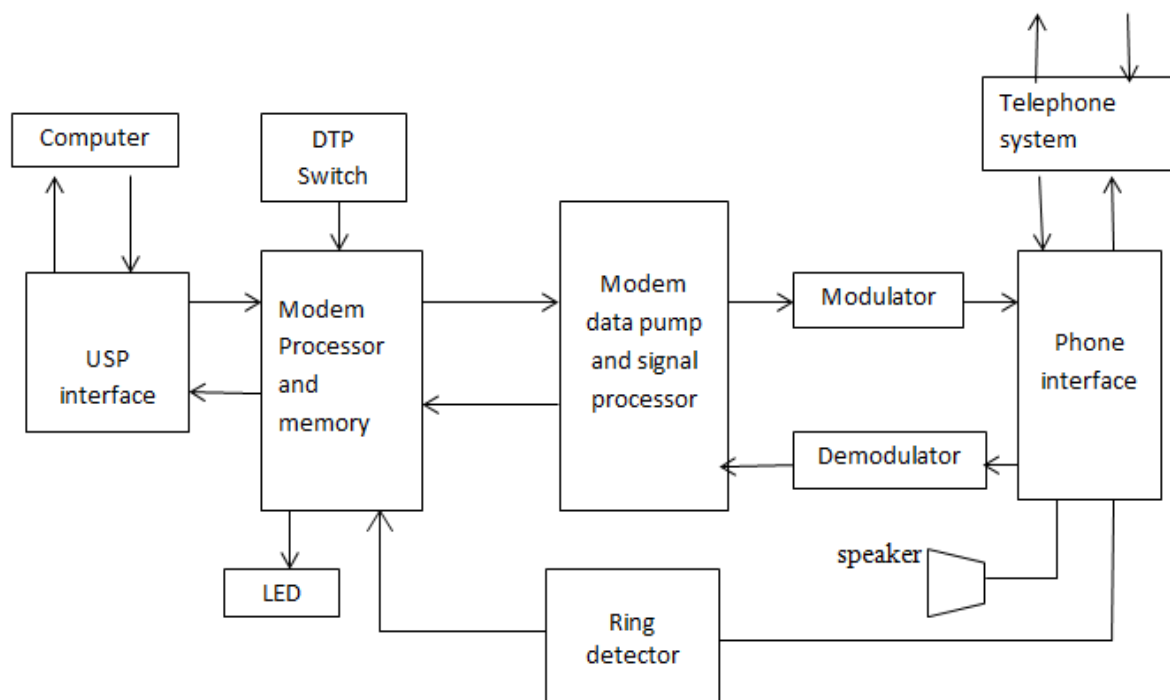 Telephone
system
Computer
DTP
Switch
USP
interface
Modem
Processor
and
memory
Modem
data pump
and signal
processor
Modulator
Phone
interface
Demodulator
speaker
LED
Ring
detector